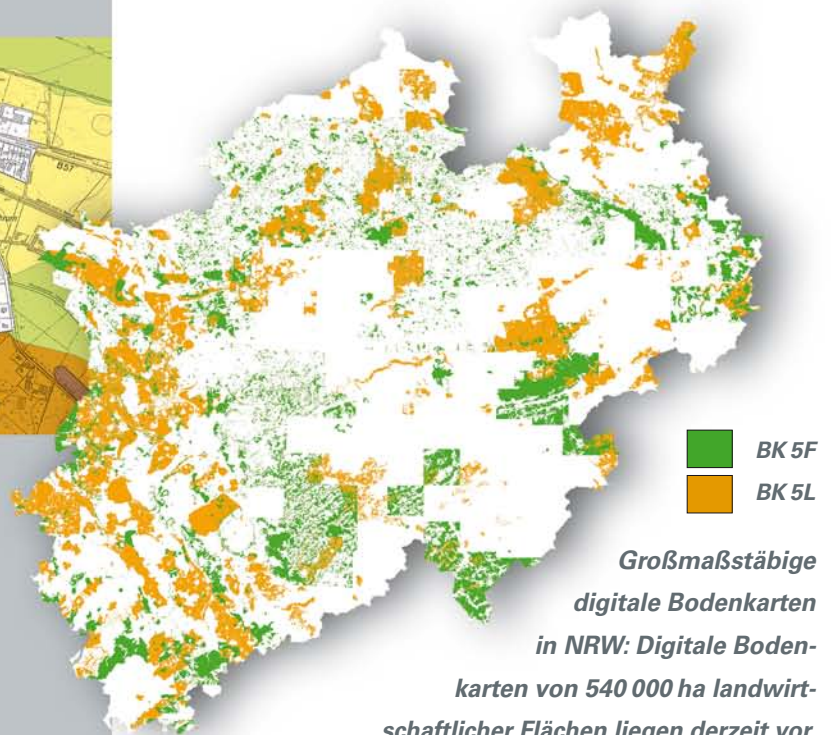 B57
BK 5F
BK 5L
Großmaßstäbige
digitale Bodenkarten
in NRW: Digitale Boden-
karten von 540 000 ha landwirt-
schaftlicher Flächen liegen derzeit vor